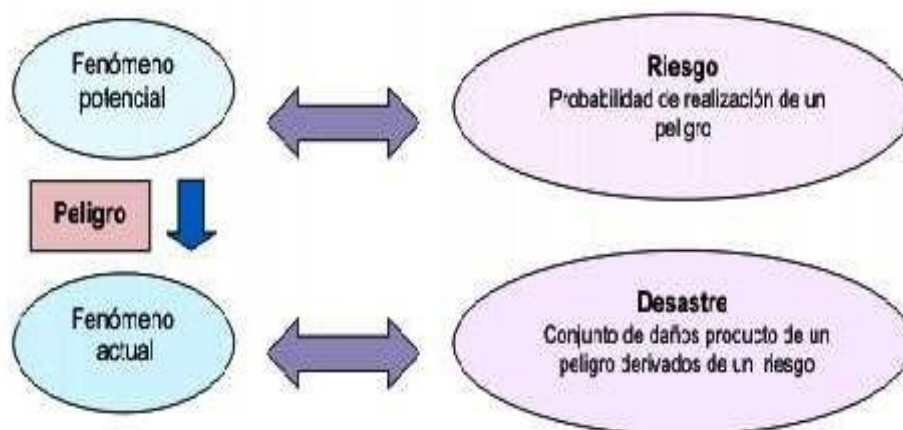 Fenómeno
potencial
Riesgo
Probabilidad de realización de un
peligro
Peligro
Fenómeno
actual
Desastre
Conjunto de daños producto de un
peligro derivados de un riesgo